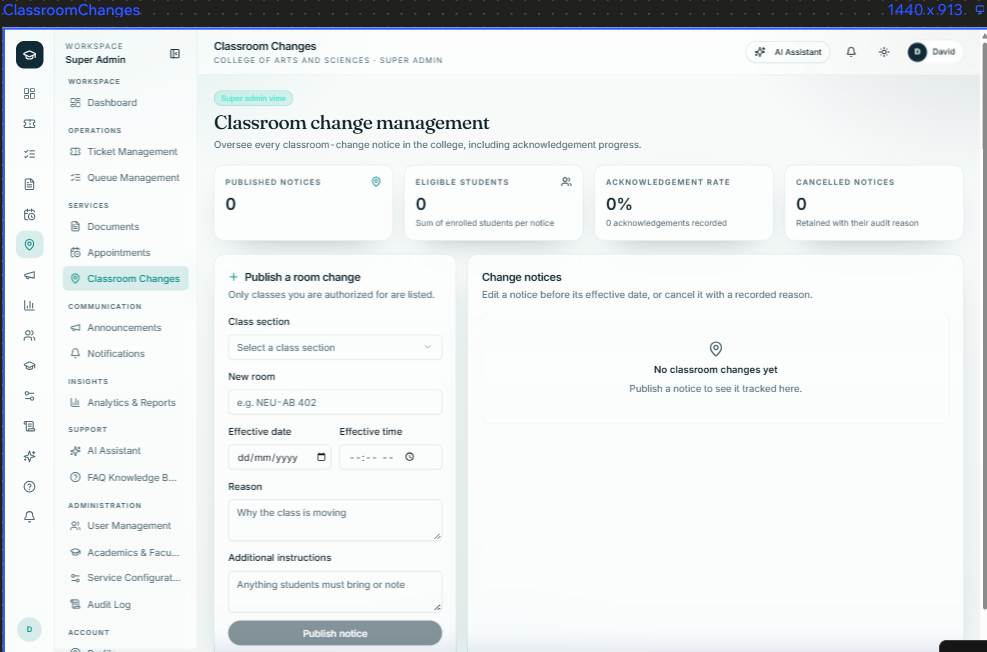 ClassroomChanges
1440 x 913
WORKSPACE
Super Admin
WORKSPACE
Dashboard
OPERATIONS
Ticket Management
Queue Management
SERVICES
Documents
Appointments
Classroom Changes
COMMUNICATION
Announcements
Notifications
INSIGHTS
Analytics & Reports
SUPPORT
AI Assistant
FAQ Knowledge B...
ADMINISTRATION
User Management
Academics & Facu...
Service Configurat...
Audit Log
ACCOUNT
D
Classroom Changes
COLLEGE OF ARTS AND SCIENCES - SUPER ADMIN
AI Assistant
D
David
Super admin view
Classroom change management
Oversee every classroom-change notice in the college, including acknowledgement progress.
PUBLISHED NOTICES
0
ELIGIBLE STUDENTS
0
Sum of enrolled students per notice
ACKNOWLEDGEMENT RATE
0%
0 acknowledgements recorded
CANCELLED NOTICES
0
Retained with their audit reason
Publish a room change
Only classes you are authorized for are listed.
Class section
Select a class section
New room
e.g. NEU-AB 402
Effective date
Effective time
dd/mm/yyyy
--:-- --
Reason
Why the class is moving
Additional instructions
Anything students must bring or note
Publish notice
Change notices
Edit a notice before its effective date, or cancel it with a recorded reason.
No classroom changes yet
Publish a notice to see it tracked here.